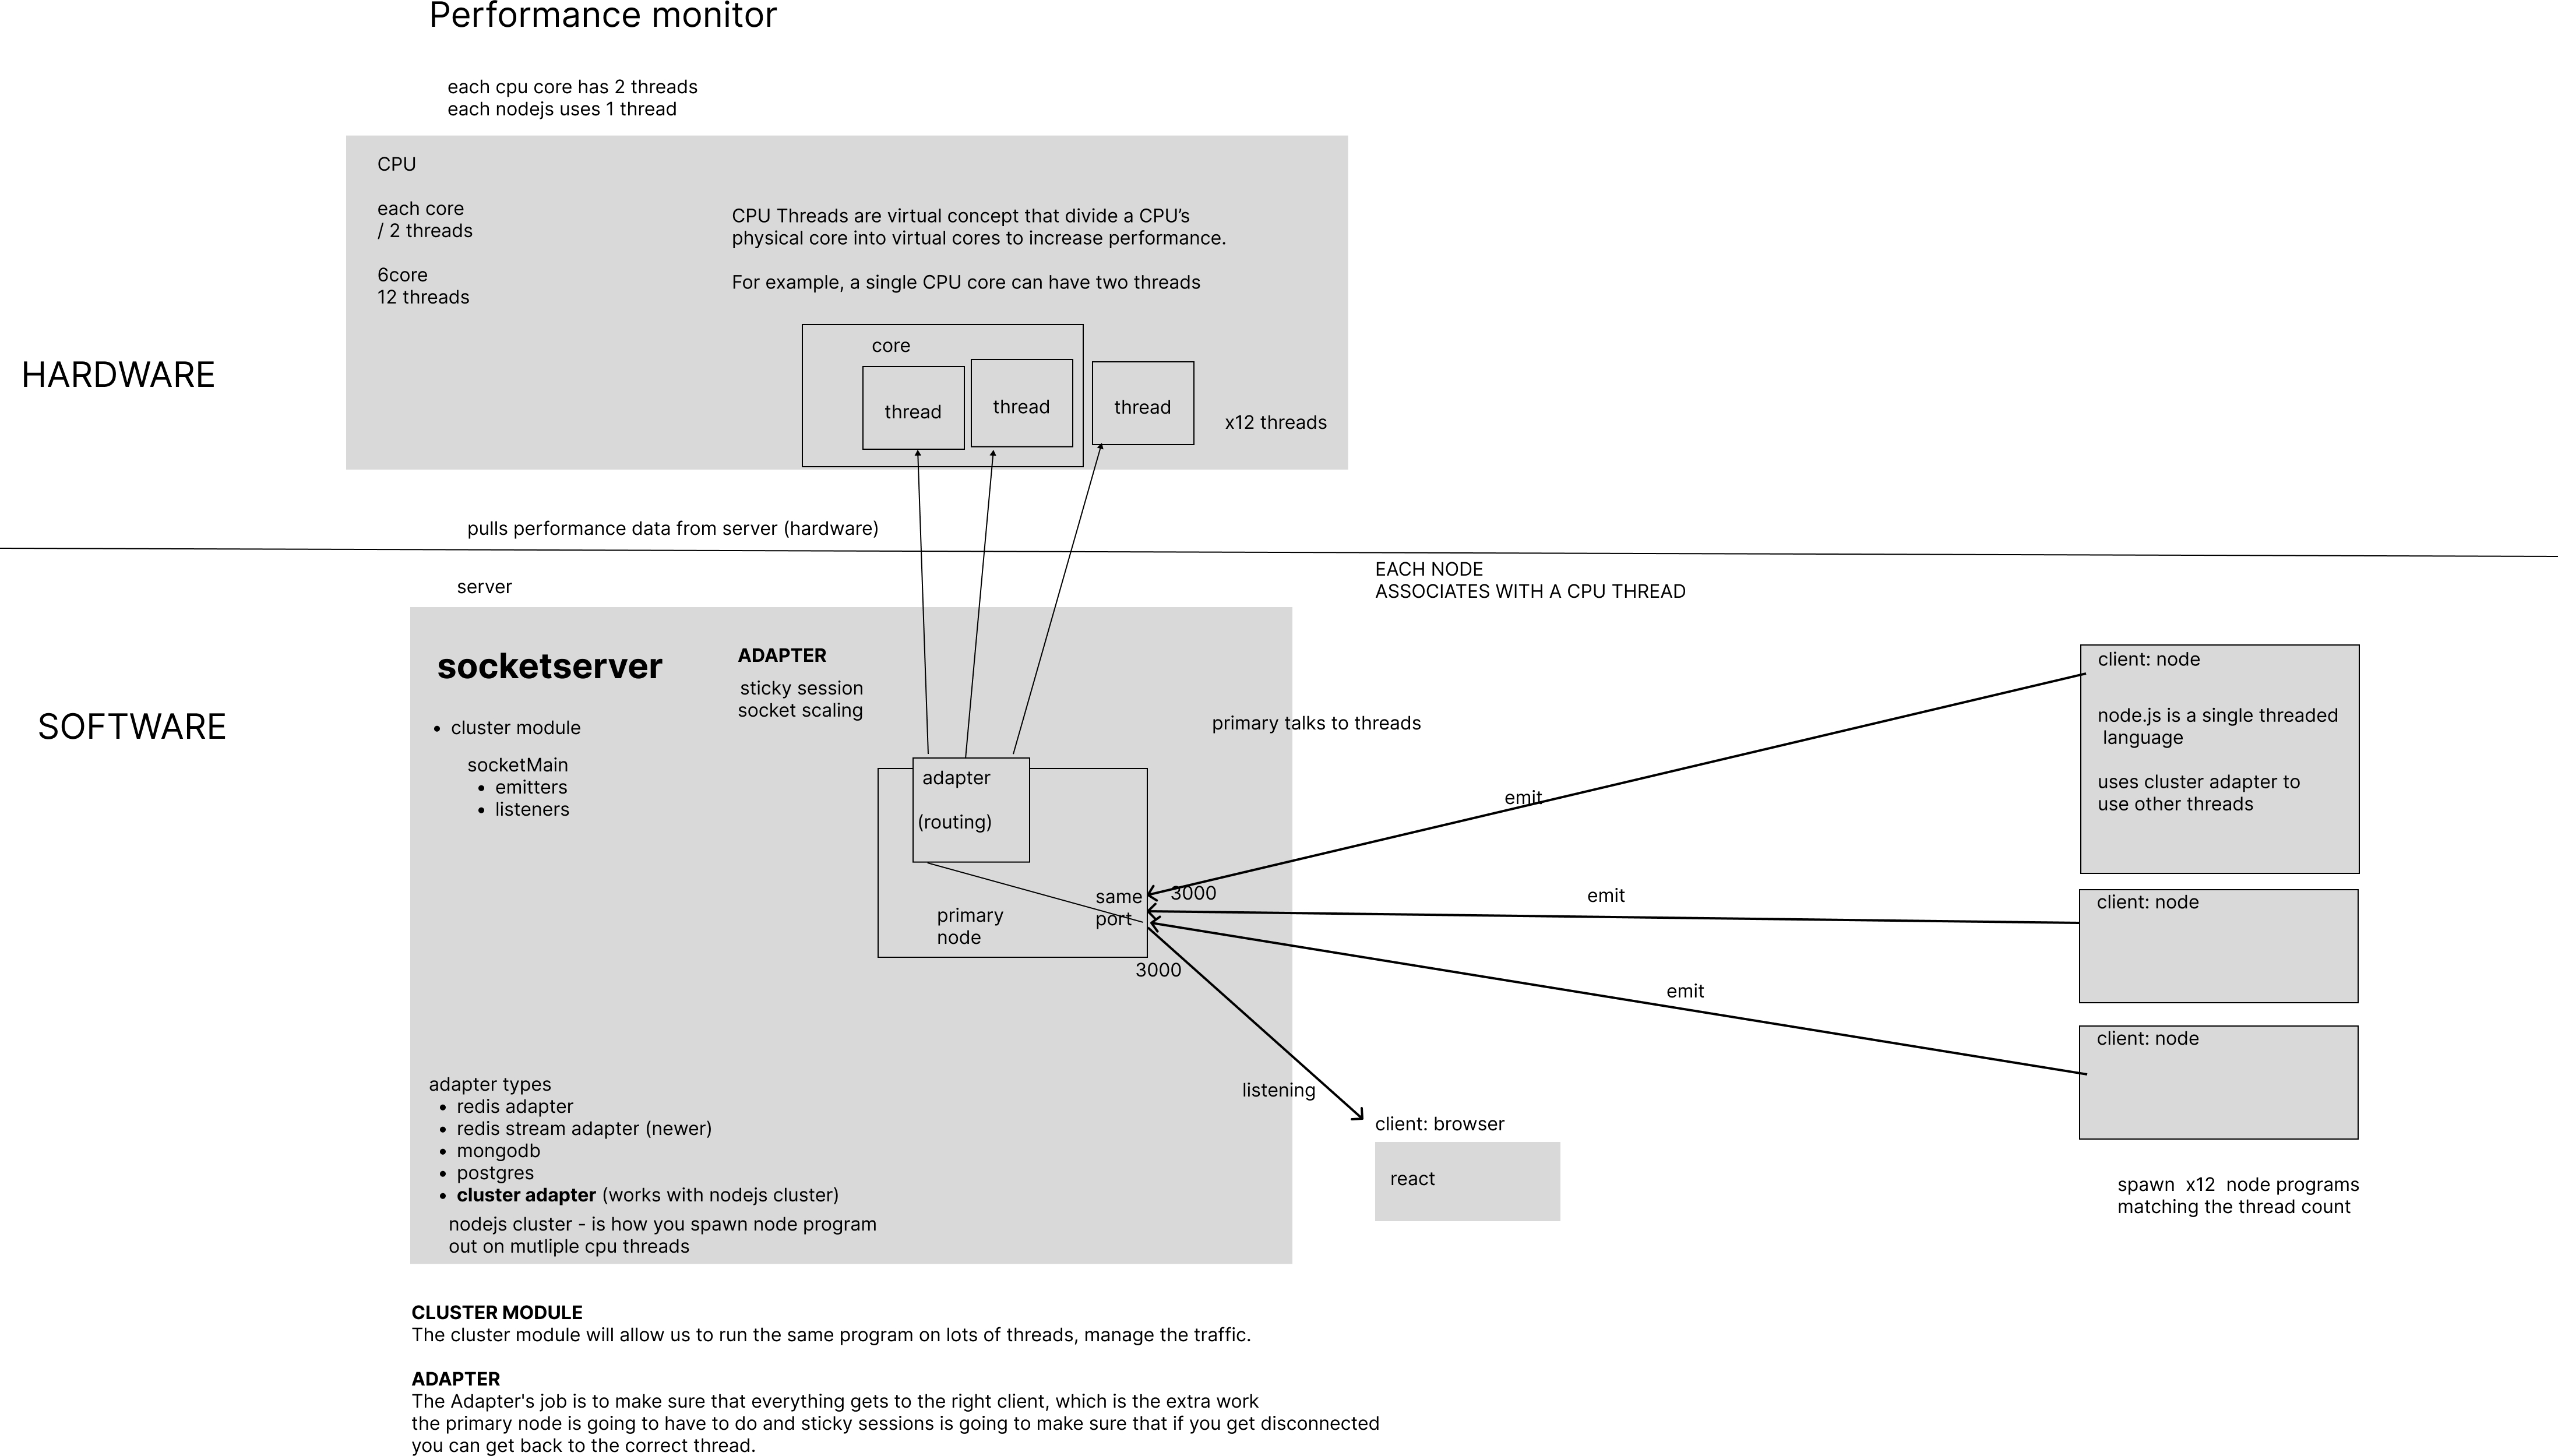 Performance monitor
each cpu core has 2 threads
each nodejs uses 1 thread
CPU
each core
/ 2 threads
6core
12 threads
CPU Threads are virtual concept that divide a CPU’s
physical core into virtual cores to increase performance.
For example, a single CPU core can have two threads
HARDWARE
core
thread
thread
thread
x12 threads
pulls performance data from server (hardware)
server
EACH NODE
ASSOCIATES WITH A CPU THREAD
SOFTWARE
socketserver
• cluster module
socketMain
• emitters
• listeners
ADAPTER
sticky session
socket scaling
primary talks to threads
adapter
(routing)
primary
node
same
port
3000
3000
emit
emit
emit
listening
client: node
node.js is a single threaded
language
uses cluster adapter to
use other threads
client: node
client: node
spawn x12 node programs
matching the thread count
client: browser
react
adapter types
• redis adapter
• redis stream adapter (newer)
• mongodb
• postgres
• cluster adapter (works with nodejs cluster)
nodejs cluster - is how you spawn node program
out on mutliple cpu threads
CLUSTER MODULE
The cluster module will allow us to run the same program on lots of threads, manage the traffic.
ADAPTER
The Adapter's job is to make sure that everything gets to the right client, which is the extra work
the primary node is going to have to do and sticky sessions is going to make sure that if you get disconnected
you can get back to the correct thread.